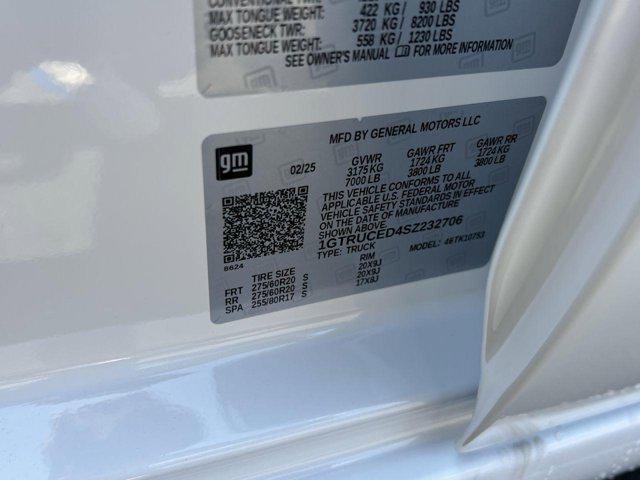 CONVENTIONAL TWR:
MAX TONGUE WEIGHT: 422 KG/ 930 LBS
GOOSENECK TWR: 3720 KG/ 8200 LBS
MAX TONGUE WEIGHT: 558 KG/ 1230 LBS
SEE OWNER'S MANUAL FOR MORE INFORMATION
MFD BY GENERAL MOTORS LLC
gm
02/25
GVWR GAWR FRT GAWR RR
3175 KG 1724 KG 1724 KG
7000 LB 3800 LB 3800 LB
THIS VEHICLE CONFORMS TO ALL
APPLICABLE U.S. FEDERAL MOTOR
VEHICLE SAFETY STANDARDS IN EFFECT
ON THE DATE OF MANUFACTURE SHOWN ABOVE.
1GTRUCED4SZ232706
TYPE: TRUCK MODEL: 46TK10753
8624
TIRE SIZE RIM
FRT 275/60R20 S 20X9J
RR 275/60R20 S 20X9J
SPA 255/80R17 S 17X8J